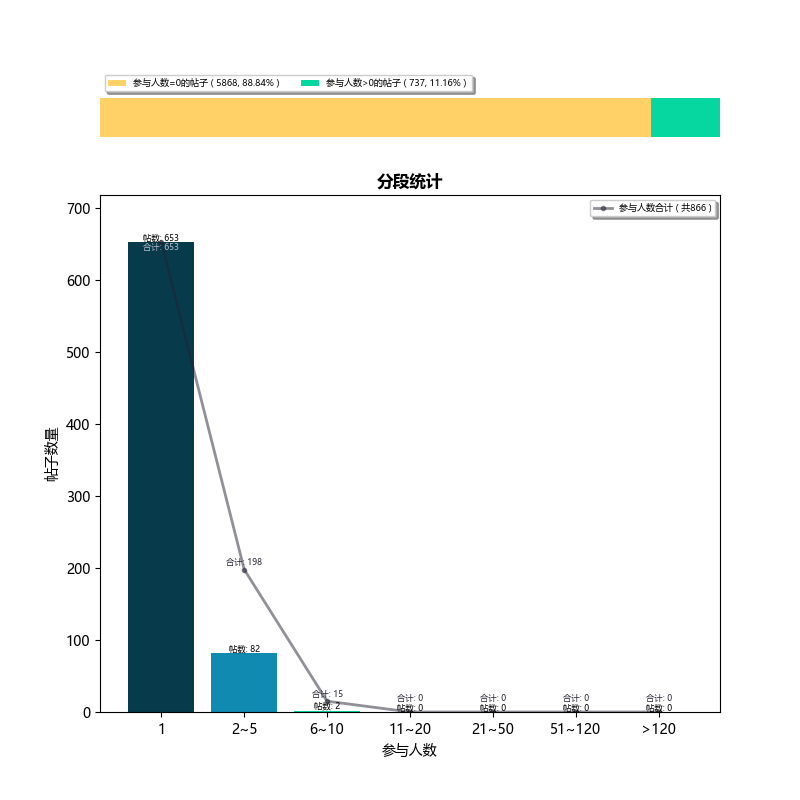 参与人数=0的帖子 ( 5868, 88.84% )
参与人数>0的帖子 ( 737, 11.16% )
分段统计
参与人数合计 ( 共866 )
700
600
500
400
300
200
100
0
帖子数量
帖数: 653
合计: 653
合计: 198
帖数: 82
合计: 15
帖数: 2
合计: 0
帖数: 0
合计: 0
帖数: 0
合计: 0
帖数: 0
合计: 0
帖数: 0
1
2~5
6~10
11~20
21~50
51~120
>120
参与人数